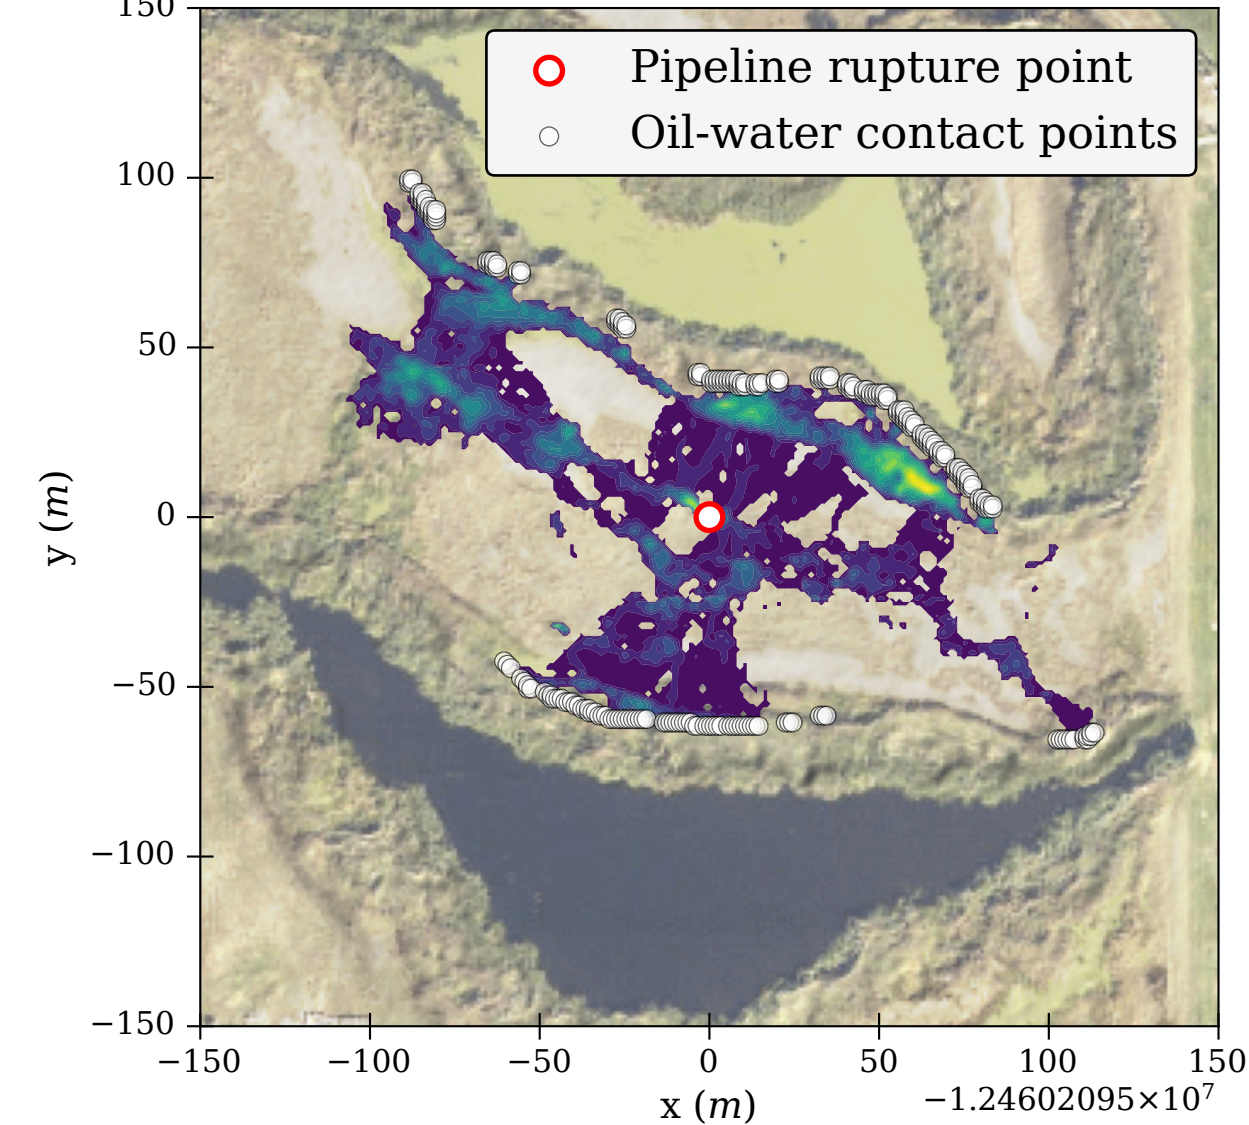 150
Pipeline rupture point
Oil-water contact points
100
50
0
−50
−100
−150
y (m)
−150 −100 −50 0 50 100 150
−1.24602095×10⁷
x (m)